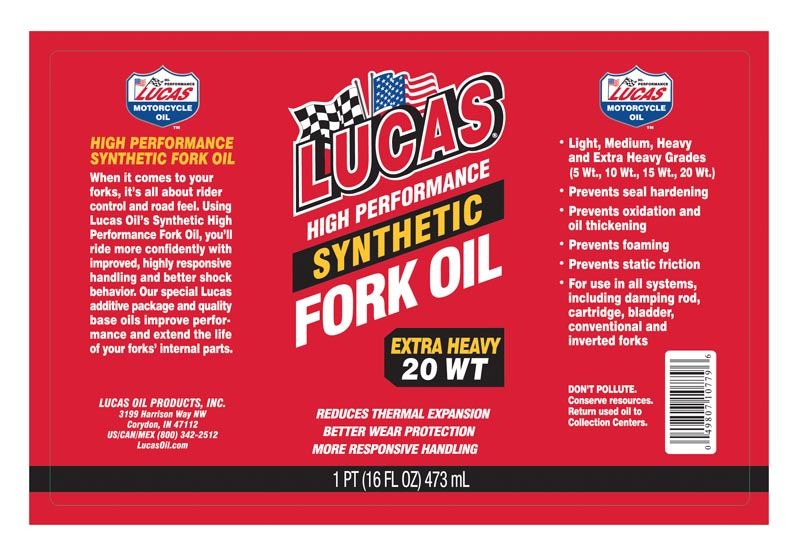 HI-PERFORMANCE
LUCAS
MOTORCYCLE
OIL
™
HIGH PERFORMANCE
SYNTHETIC FORK OIL
When it comes to your
forks, it's all about rider
control and road feel. Using
Lucas Oil's Synthetic High
Performance Fork Oil, you'll
ride more confidently with
improved, highly responsive
handling and better shock
behavior. Our special Lucas
additive package and quality
base oils improve perfor-
mance and extend the life
of your forks' internal parts.
LUCAS OIL PRODUCTS, INC.
3199 Harrison Way NW
Corydon, IN 47112
US/CAN/MEX (800) 342-2512
LucasOil.com
LUCAS®
HIGH PERFORMANCE
SYNTHETIC
FORK OIL
EXTRA HEAVY
20 WT
REDUCES THERMAL EXPANSION
BETTER WEAR PROTECTION
MORE RESPONSIVE HANDLING
1 PT (16 FL OZ) 473 mL
HI-PERFORMANCE
LUCAS
MOTORCYCLE
OIL
™
• Light, Medium, Heavy
and Extra Heavy Grades
(5 Wt., 10 Wt., 15 Wt., 20 Wt.)
• Prevents seal hardening
• Prevents oxidation and
oil thickening
• Prevents foaming
• Prevents static friction
• For use in all systems,
including damping rod,
cartridge, bladder,
conventional and
inverted forks
DON'T POLLUTE.
Conserve resources.
Return used oil to
Collection Centers.
0 49807 10779 6